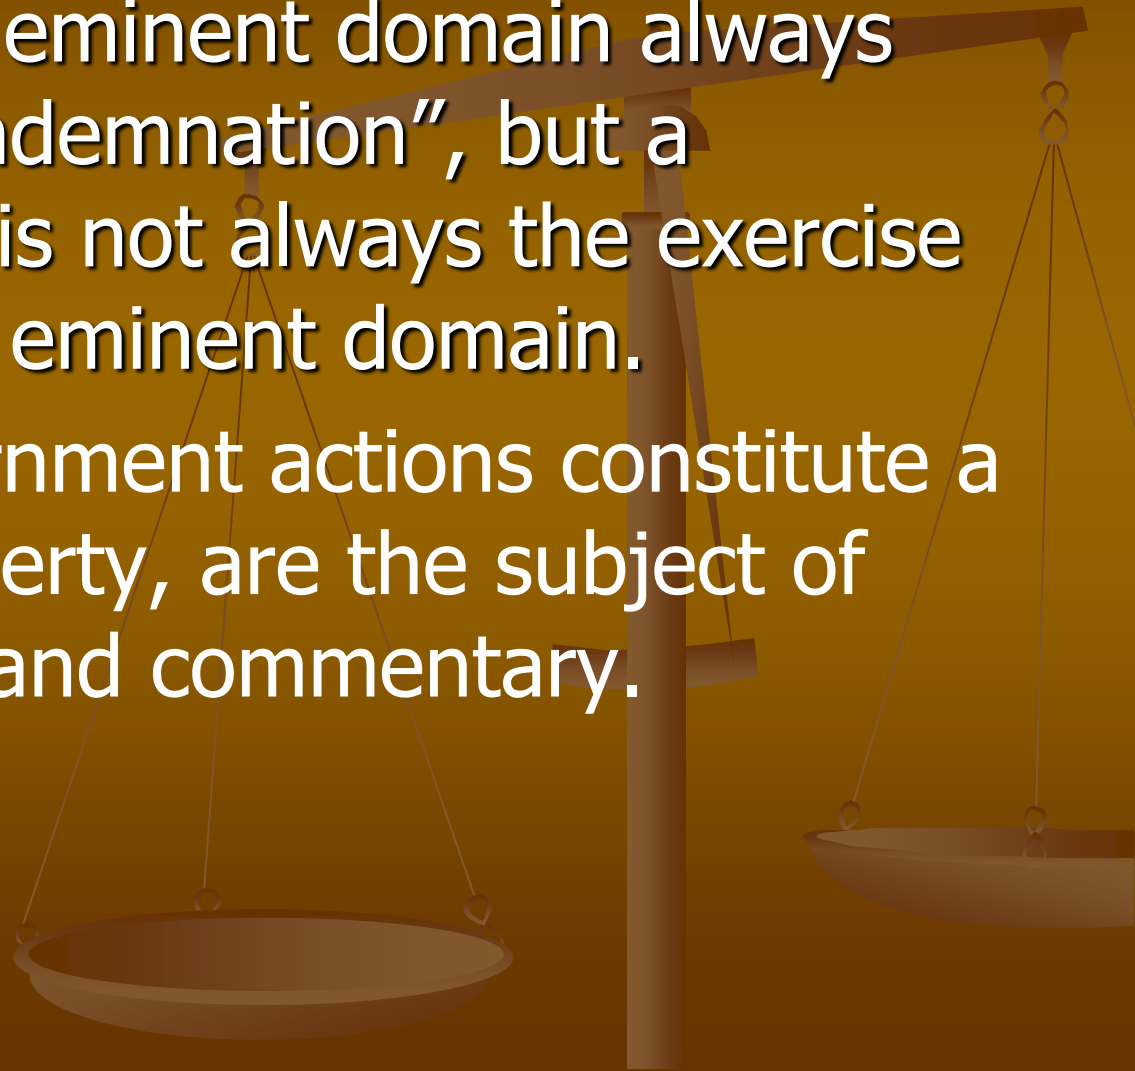 eminent domain always
ndemnation”, but a
is not always the exercise
eminent domain.
rnment actions constitute a
erty, are the subject of
and commentary.